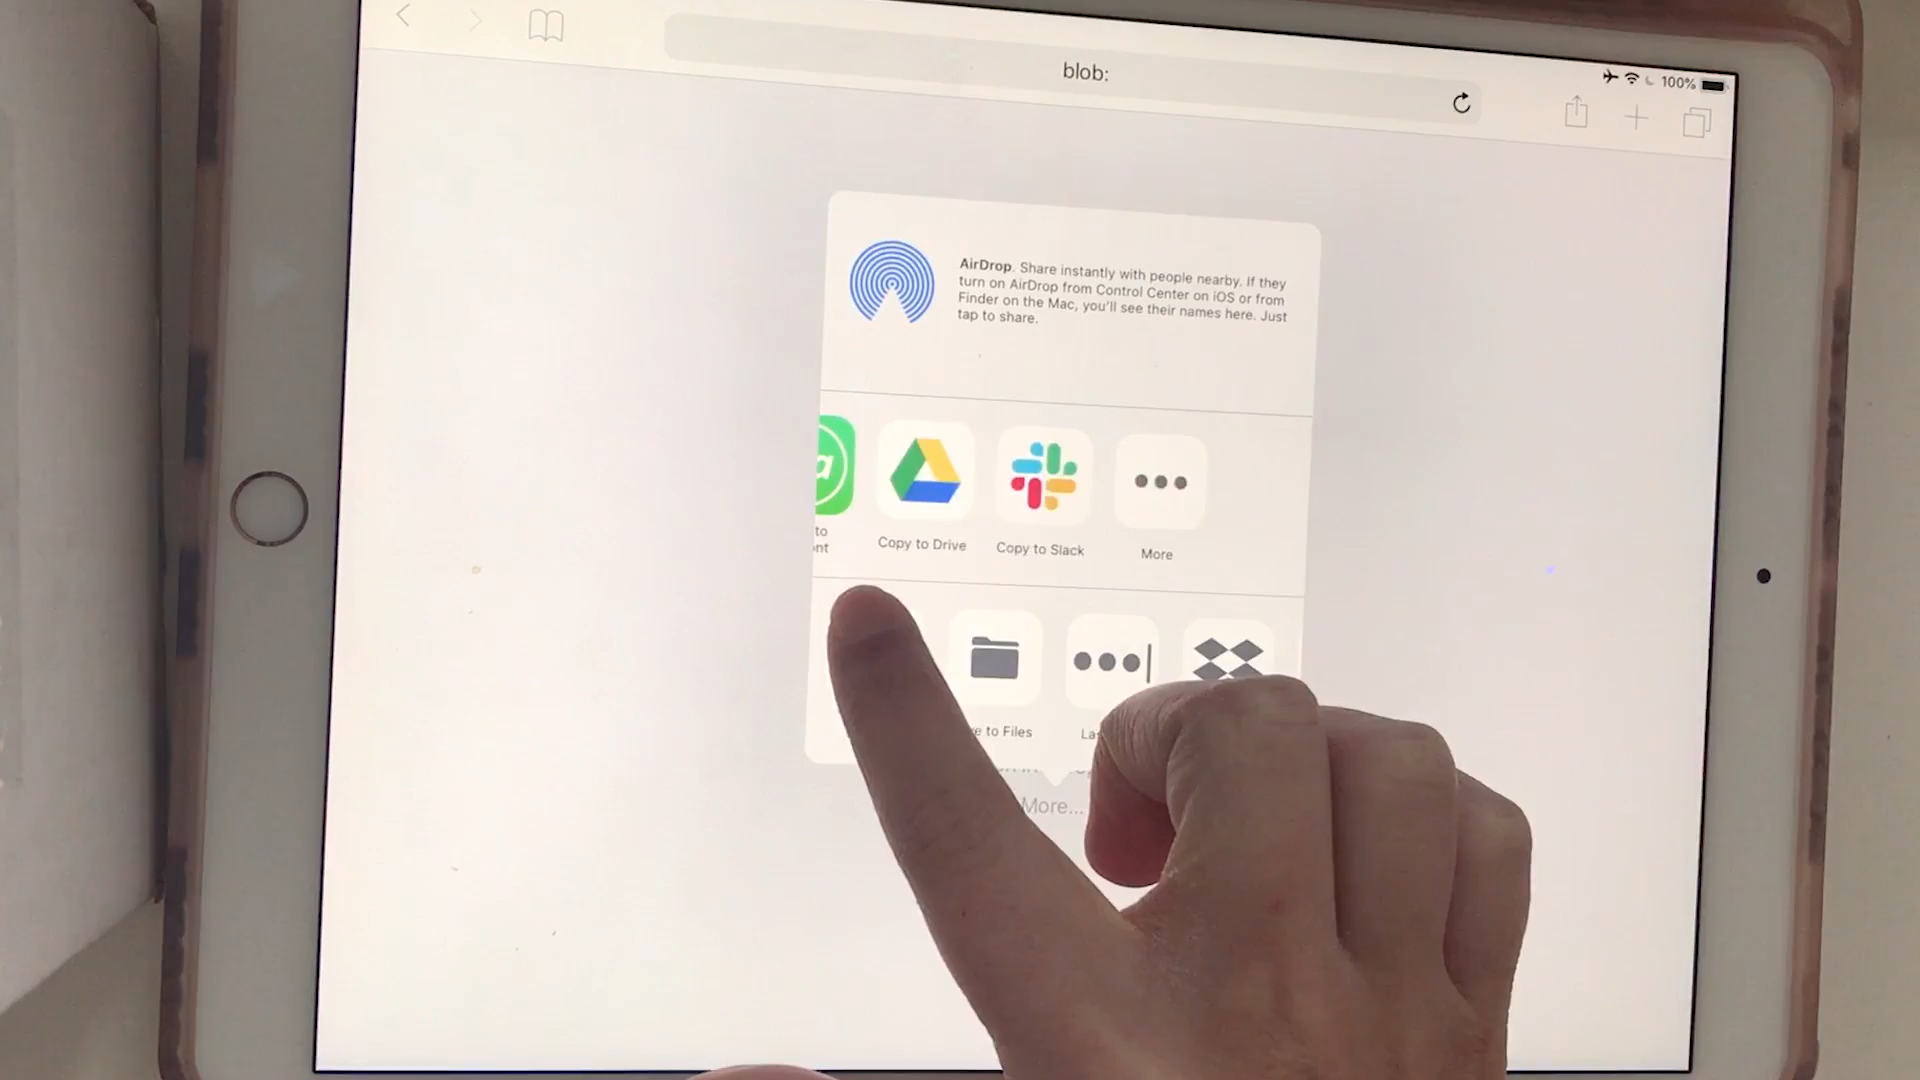 blob:
100%
AirDrop. Share instantly with people nearby. If they
turn on AirDrop from Control Center on iOS or from
Finder on the Mac, you'll see their names here. Just
tap to share.
to
nt
Copy to Drive
Copy to Slack
More
e to Files
La
More...